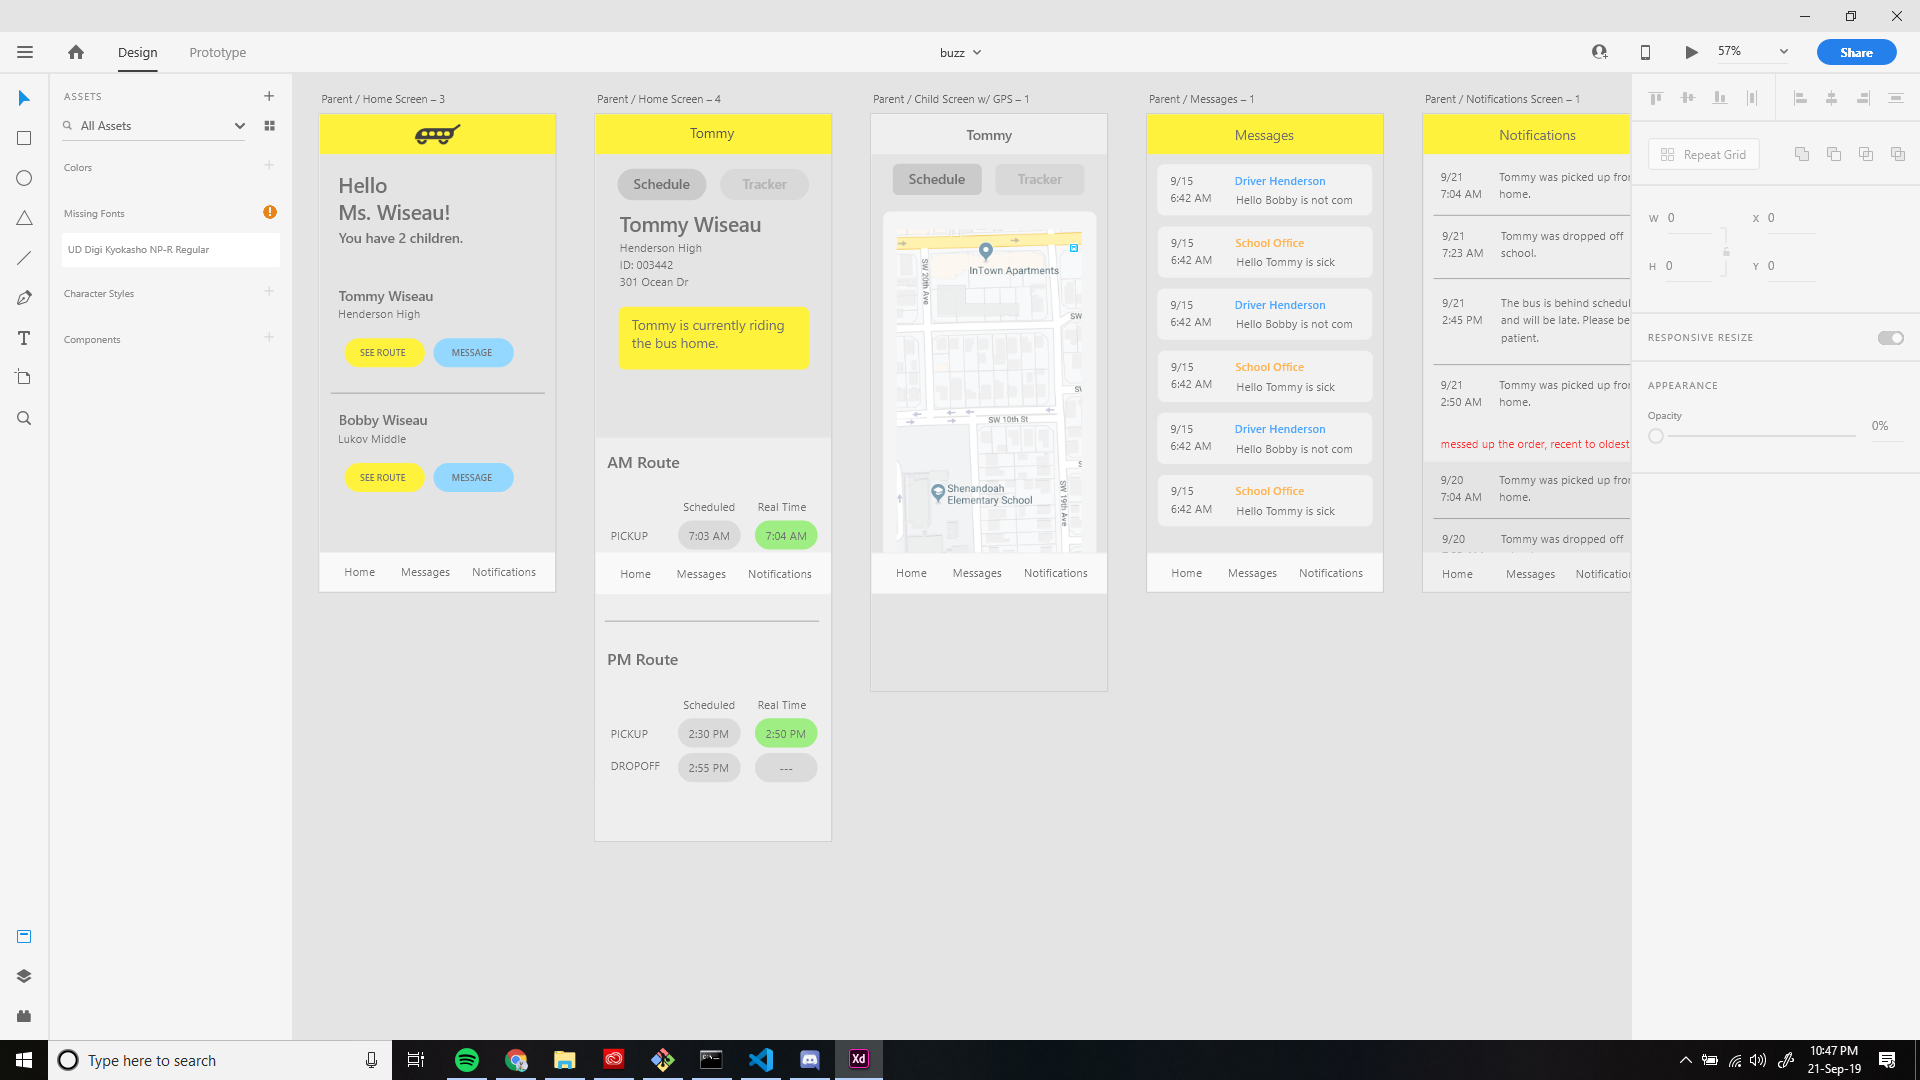 Design
Prototype
buzz
57%
Share
ASSETS
All Assets
Colors
Missing Fonts
UD Digi Kyokasho NP-R Regular
Character Styles
Components
Parent / Home Screen – 3
Hello
Ms. Wiseau!
You have 2 children.
Tommy Wiseau
Henderson High
SEE ROUTE
MESSAGE
Bobby Wiseau
Lukov Middle
SEE ROUTE
MESSAGE
Home
Messages
Notifications
Parent / Home Screen – 4
Tommy
Schedule
Tracker
Tommy Wiseau
Henderson High
ID: 003442
301 Ocean Dr
Tommy is currently riding
the bus home.
AM Route
Scheduled
Real Time
PICKUP
7:03 AM
7:04 AM
Home
Messages
Notifications
PM Route
Scheduled
Real Time
PICKUP
2:30 PM
2:50 PM
DROPOFF
2:55 PM
---
Parent / Child Screen w/ GPS – 1
Tommy
Schedule
Tracker
InTown Apartments
SW 20th Ave
SW
SW 10th St
Shenandoah
Elementary School
SW 19th Ave
Home
Messages
Notifications
Parent / Messages – 1
Messages
9/15
6:42 AM
Driver Henderson
Hello Bobby is not com
9/15
6:42 AM
School Office
Hello Tommy is sick
9/15
6:42 AM
Driver Henderson
Hello Bobby is not com
9/15
6:42 AM
School Office
Hello Tommy is sick
9/15
6:42 AM
Driver Henderson
Hello Bobby is not com
9/15
6:42 AM
School Office
Hello Tommy is sick
Home
Messages
Notifications
Parent / Notifications Screen – 1
Notifications
9/21
7:04 AM
Tommy was picked up from
home.
9/21
7:23 AM
Tommy was dropped off
school.
9/21
2:45 PM
The bus is behind schedul
and will be late. Please be
patient.
9/21
2:50 AM
Tommy was picked up from
home.
messed up the order, recent to oldest
9/20
7:04 AM
Tommy was picked up from
home.
9/20
Tommy was dropped off
Home
Messages
Notification
Repeat Grid
W 0
X 0
H 0
Y 0
RESPONSIVE RESIZE
APPEARANCE
Opacity
0%
Type here to search
Xd
10:47 PM
21-Sep-19